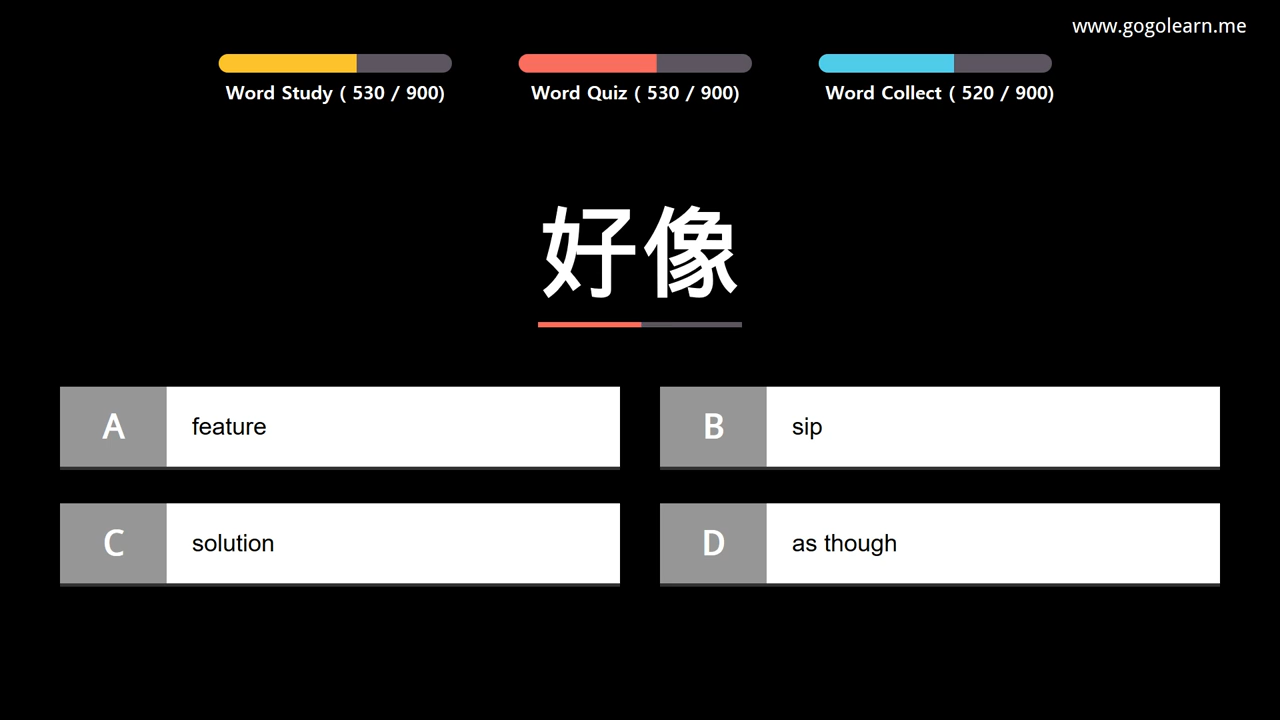 www.gogolearn.me
Word Study ( 530 / 900)
Word Quiz ( 530 / 900)
Word Collect ( 520 / 900)
好像
A feature
B sip
C solution
D as though